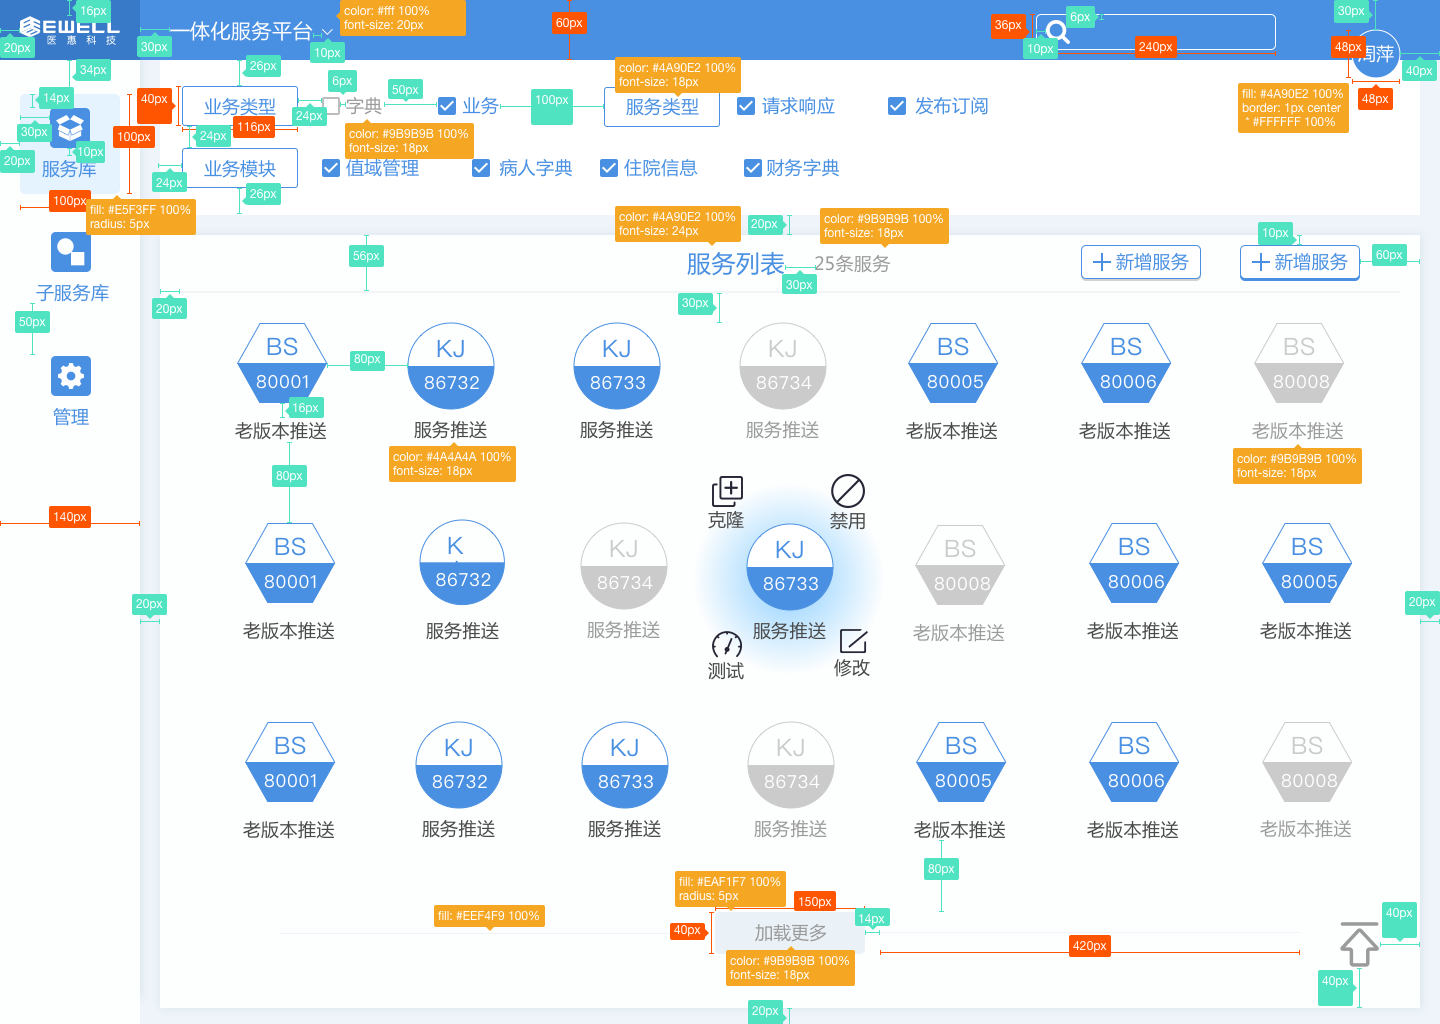 16px
EWELL
医惠科技
20px
30px
一体化服务平台
color: #fff 100%
font-size: 20px
10px
60px
36px
6px
10px
240px
30px
48px
周萍
40px
48px
34px
14px
30px
100px
10px
20px
服务库
100px
fill: #E5F3FF 100%
radius: 5px
子服务库
50px
管理
140px
26px
40px
业务类型
116px
24px
24px
6px
字典
50px
color: #9B9B9B 100%
font-size: 18px
业务
100px
color: #4A90E2 100%
font-size: 18px
服务类型
请求响应
发布订阅
fill: #4A90E2 100%
border: 1px center
* #FFFFFF 100%
24px
业务模块
26px
值域管理
病人字典
住院信息
财务字典
56px
20px
color: #4A90E2 100%
font-size: 24px
20px
color: #9B9B9B 100%
font-size: 18px
服务列表
25条服务
30px
30px
新增服务
10px
新增服务
60px
BS
80001
80px
KJ
86732
KJ
86733
KJ
86734
BS
80005
BS
80006
BS
80008
16px
老版本推送
服务推送
服务推送
服务推送
老版本推送
老版本推送
老版本推送
color: #4A4A4A 100%
font-size: 18px
color: #9B9B9B 100%
font-size: 18px
80px
克隆
禁用
BS
80001
K
86732
KJ
86734
KJ
86733
BS
80008
BS
80006
BS
80005
20px
20px
老版本推送
服务推送
服务推送
服务推送
老版本推送
老版本推送
老版本推送
测试
修改
BS
80001
KJ
86732
KJ
86733
KJ
86734
BS
80005
BS
80006
BS
80008
老版本推送
服务推送
服务推送
服务推送
老版本推送
老版本推送
老版本推送
80px
fill: #EAF1F7 100%
radius: 5px
150px
fill: #EEF4F9 100%
40px
加载更多
14px
420px
color: #9B9B9B 100%
font-size: 18px
40px
40px
20px